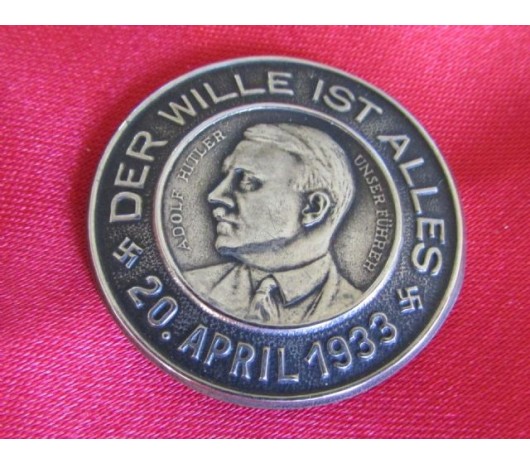 DER WILLE IST ALLES
ADOLF HITLER
UNSER FÜHRER
20. APRIL 1933